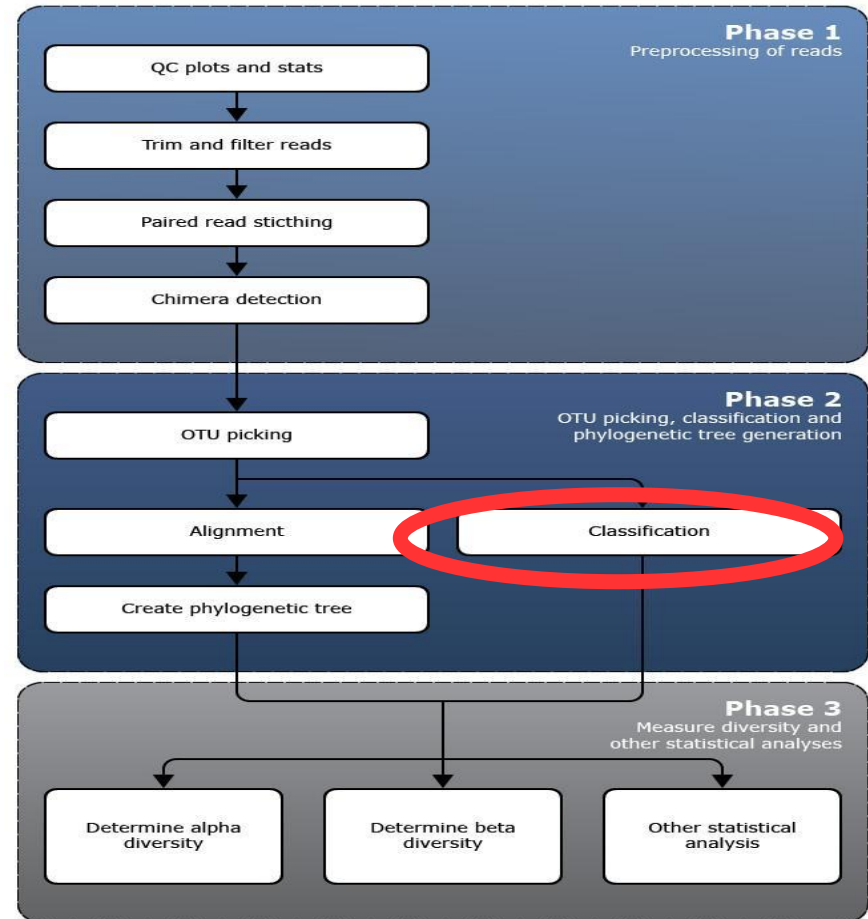 Phase 1
Preprocessing of reads
QC plots and stats
Trim and filter reads
Paired read sticthing
Chimera detection
Phase 2
OTU picking, classification and
phylogenetic tree generation
OTU picking
Alignment
Classification
Create phylogenetic tree
Phase 3
Measure diversity and
other statistical analyses
Determine alpha
diversity
Determine beta
diversity
Other statistical
analysis